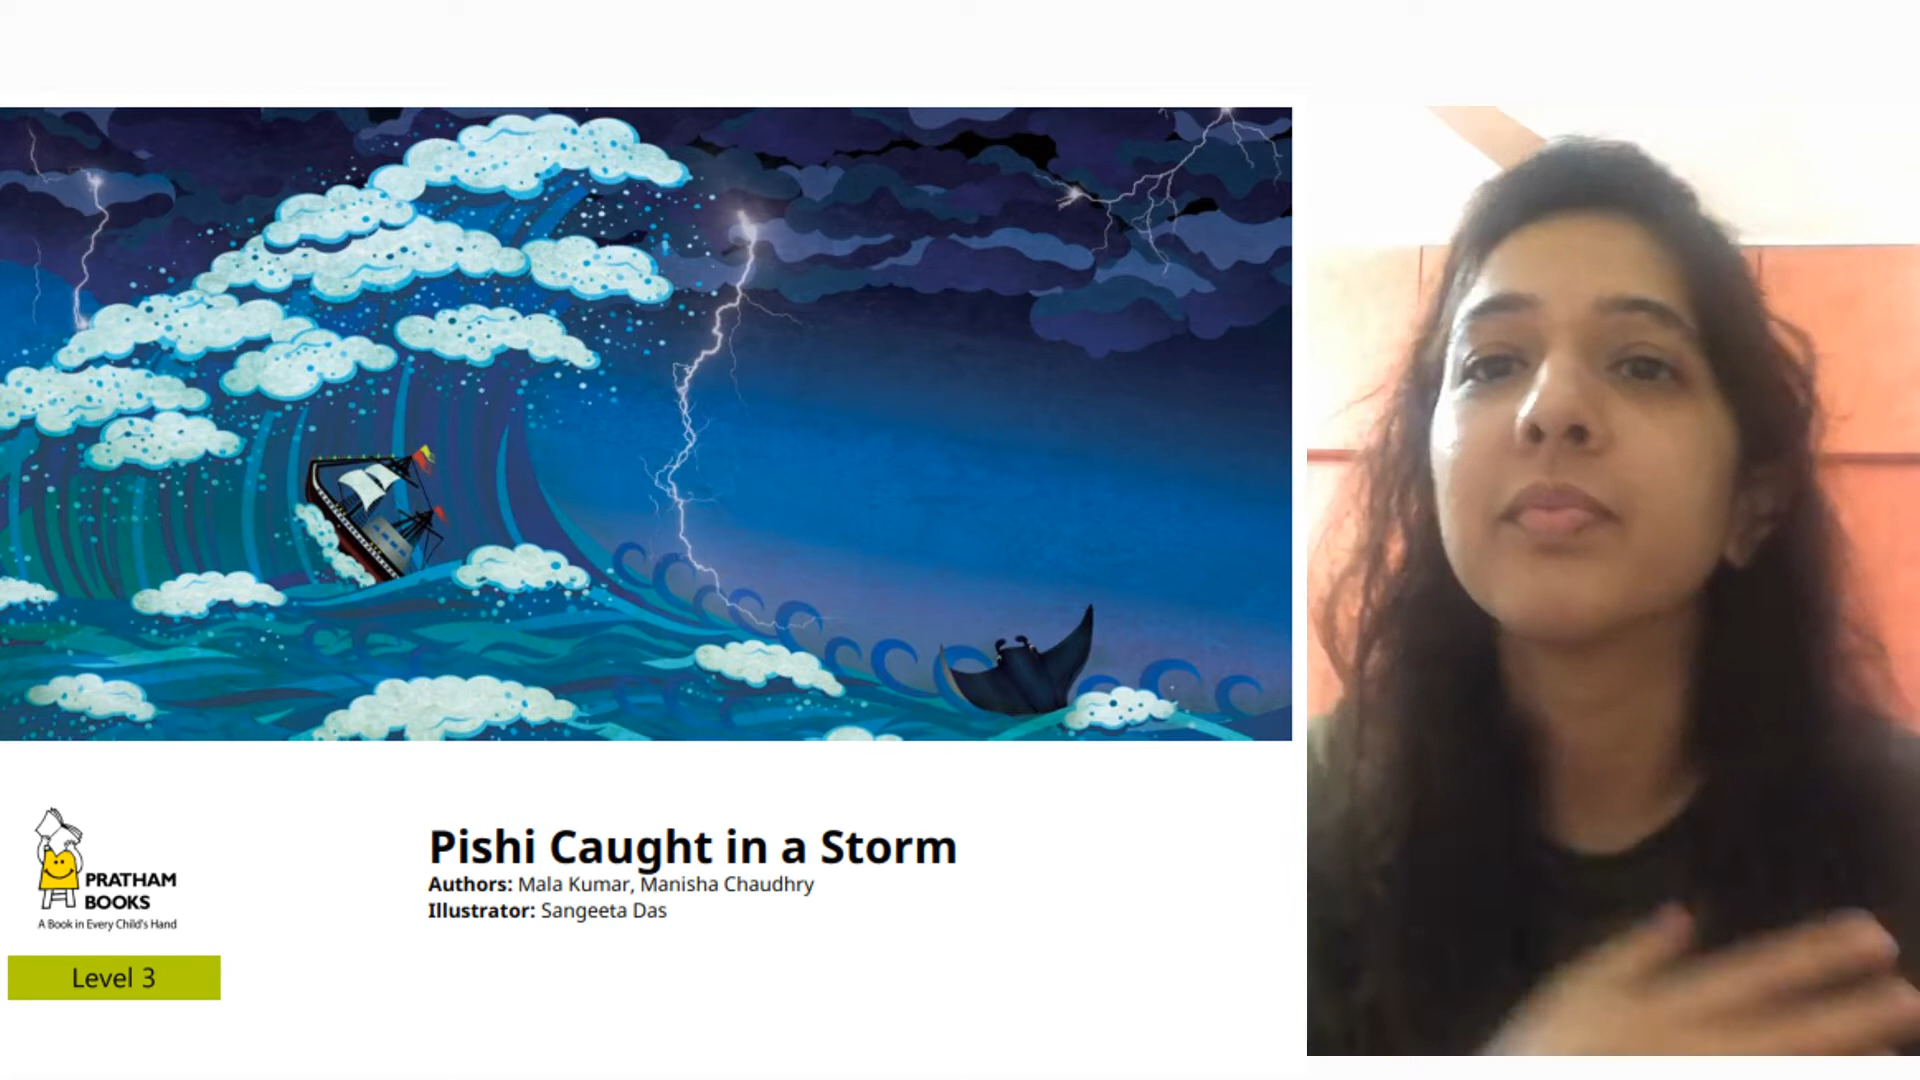 Pishi Caught in a Storm
Authors: Mala Kumar, Manisha Chaudhry
Illustrator: Sangeeta Das
PRATHAM
BOOKS
A Book in Every Child's Hand
Level 3